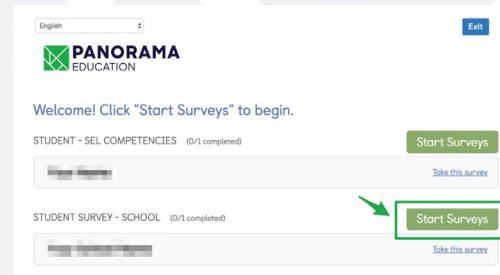 English
Exit
PANORAMA
EDUCATION
Welcome! Click "Start Surveys" to begin.
STUDENT - SEL COMPETENCIES (0/1 completed)
Start Surveys
Take this survey
STUDENT SURVEY - SCHOOL (0/1 completed)
Start Surveys
Take this survey